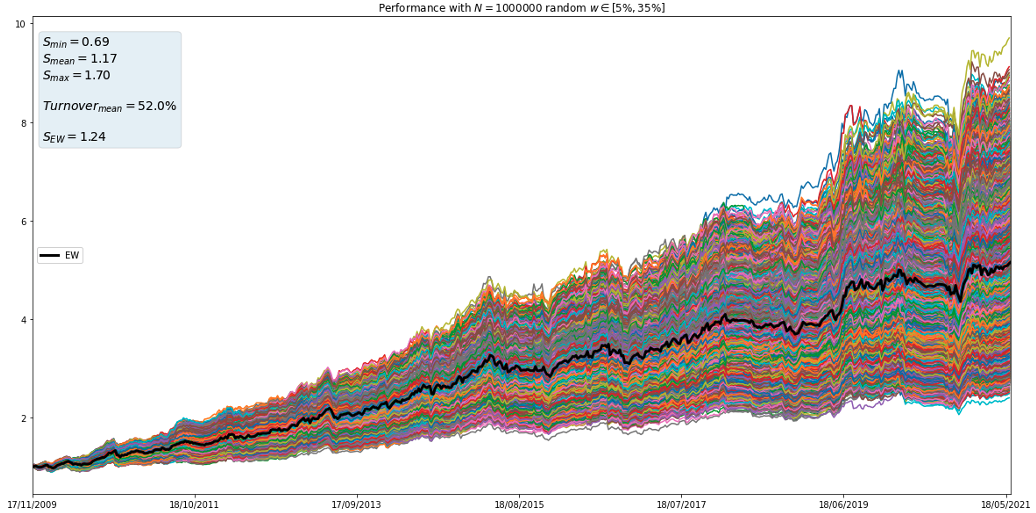 Performance with N = 1000000 random w ∈ [5%, 35%]
10
S_min = 0.69
S_mean = 1.17
S_max = 1.70
Turnover_mean = 52.0%
S_EW = 1.24
8
6
EW
4
2
17/11/2009 18/10/2011 17/09/2013 18/08/2015 18/07/2017 18/06/2019 18/05/2021